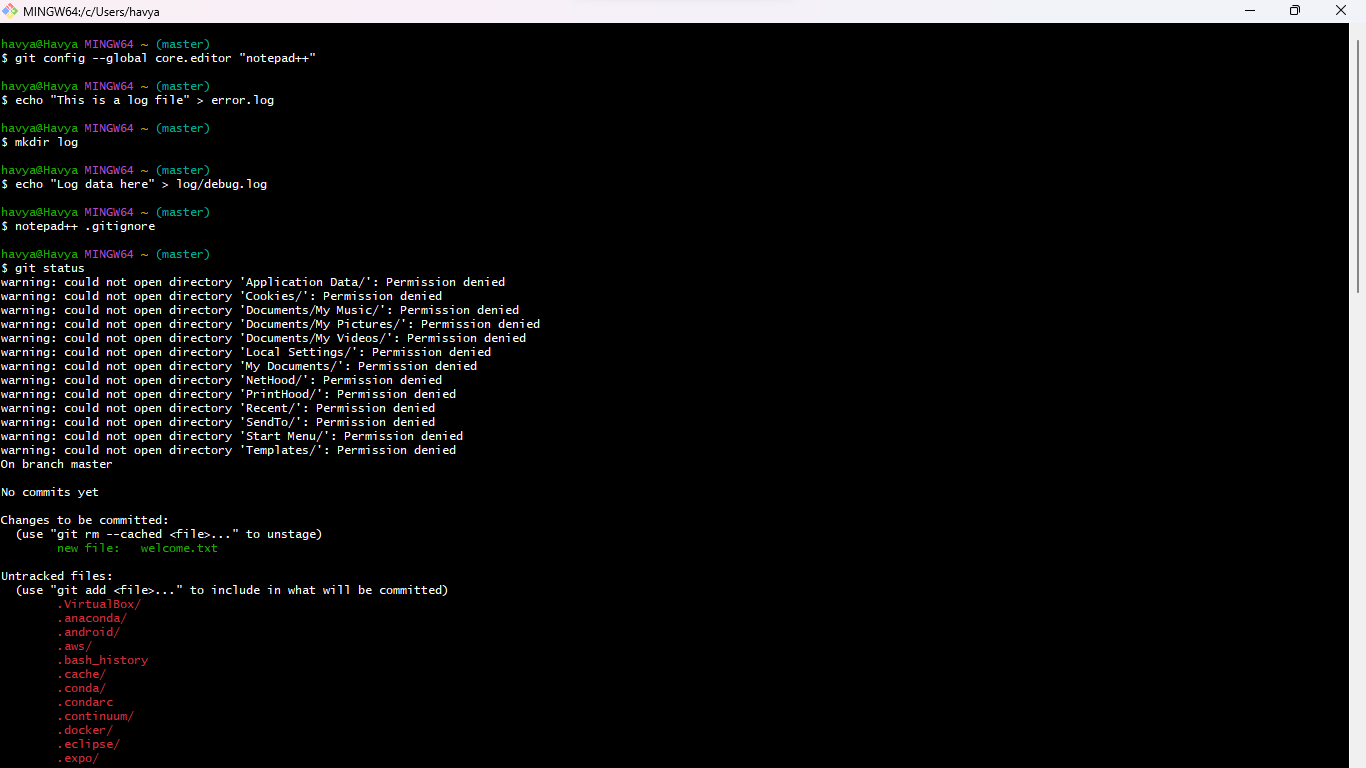 MINGW64:/c/Users/havya
havya@Havya MINGW64 ~ (master)
$ git config --global core.editor "notepad++"
havya@Havya MINGW64 ~ (master)
$ echo "This is a log file" > error.log
havya@Havya MINGW64 ~ (master)
$ mkdir log
havya@Havya MINGW64 ~ (master)
$ echo "Log data here" > log/debug.log
havya@Havya MINGW64 ~ (master)
$ notepad++ .gitignore
havya@Havya MINGW64 ~ (master)
$ git status
warning: could not open directory 'Application Data/': Permission denied
warning: could not open directory 'Cookies/': Permission denied
warning: could not open directory 'Documents/My Music/': Permission denied
warning: could not open directory 'Documents/My Pictures/': Permission denied
warning: could not open directory 'Documents/My Videos/': Permission denied
warning: could not open directory 'Local Settings/': Permission denied
warning: could not open directory 'My Documents/': Permission denied
warning: could not open directory 'NetHood/': Permission denied
warning: could not open directory 'PrintHood/': Permission denied
warning: could not open directory 'Recent/': Permission denied
warning: could not open directory 'SendTo/': Permission denied
warning: could not open directory 'Start Menu/': Permission denied
warning: could not open directory 'Templates/': Permission denied
On branch master
No commits yet
Changes to be committed:
(use "git rm --cached <file>..." to unstage)
new file:   welcome.txt
Untracked files:
(use "git add <file>..." to include in what will be committed)
.VirtualBox/
.anaconda/
.android/
.aws/
.bash_history
.cache/
.conda/
.condarc
.continuum/
.docker/
.eclipse/
.expo/